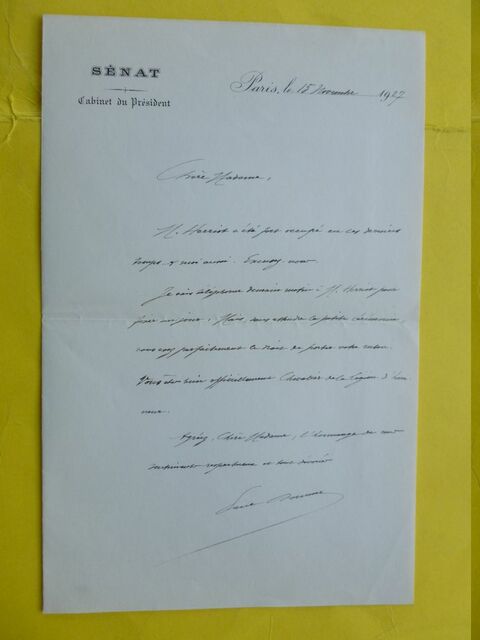 SÉNAT
Cabinet du Président
Paris, le 15 Novembre 1927
Chère Madame,
M. Herriot a été fort occupé en ces derniers
temps et moi aussi. Excusez-nous.
Je vais téléphoner demain matin à M. Herriot pour
fixer un jour. Mais, sans attendre la petite cérémonie
vous avez parfaitement le droit de porter votre ruban.
Vous êtes bien officiellement Chevalier de la Légion d'hon-
neur.
Agréez, Chère Madame, l'hommage de mes
sentiments respectueux et tout dévoués
Doumer